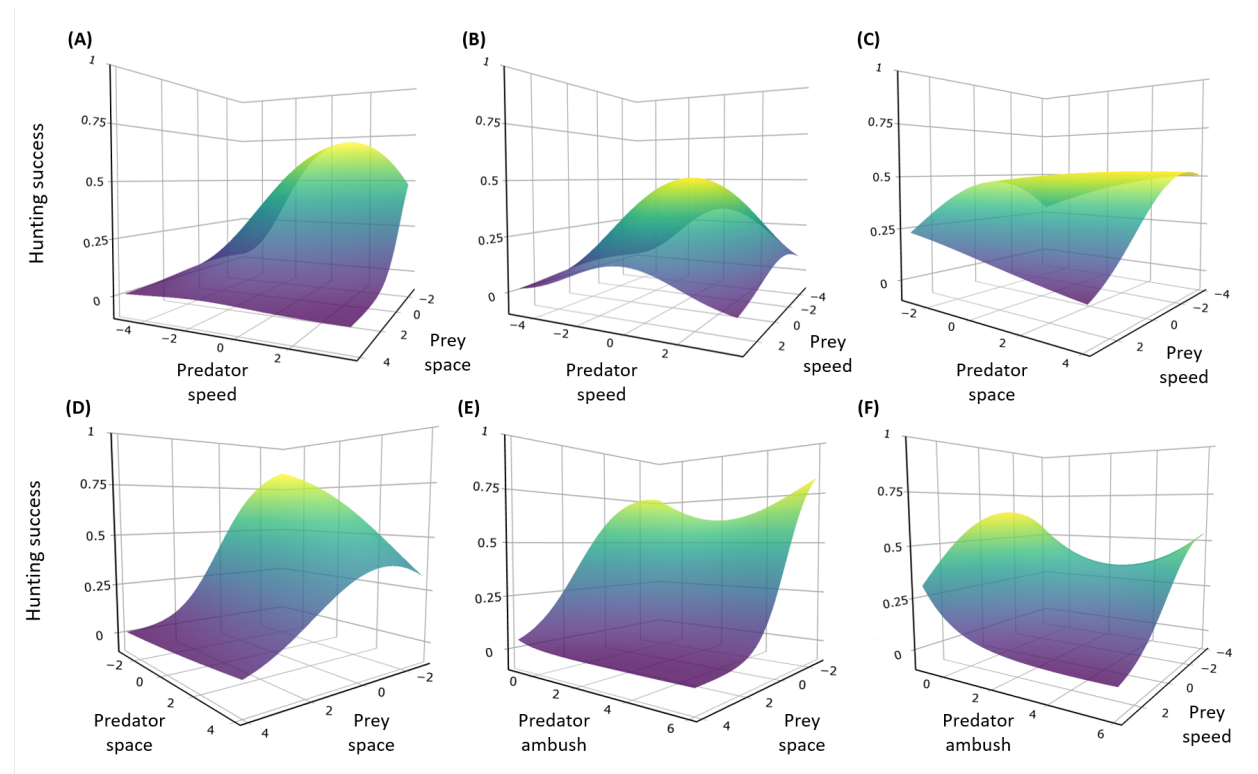 (A)
(B)
(C)
1
0.75
0.5
0.25
0
Hunting success
−4
−2
0
2
Predator
speed
4
2
0
−2
Prey
space
1
0.75
0.5
0.25
0
−4
−2
0
2
Predator
speed
2
0
−2
−4
Prey
speed
1
0.75
0.5
0.25
0
−2
0
2
4
Predator
space
2
0
−2
−4
Prey
speed
(D)
(E)
(F)
1
0.75
0.5
0.25
0
Hunting success
−2
0
2
4
Predator
space
4
2
0
−2
Prey
space
1
0.75
0.5
0.25
0
0
2
4
6
Predator
ambush
4
2
0
−2
Prey
space
1
0.75
0.5
0.25
0
0
2
4
6
Predator
ambush
2
0
−2
−4
Prey
speed